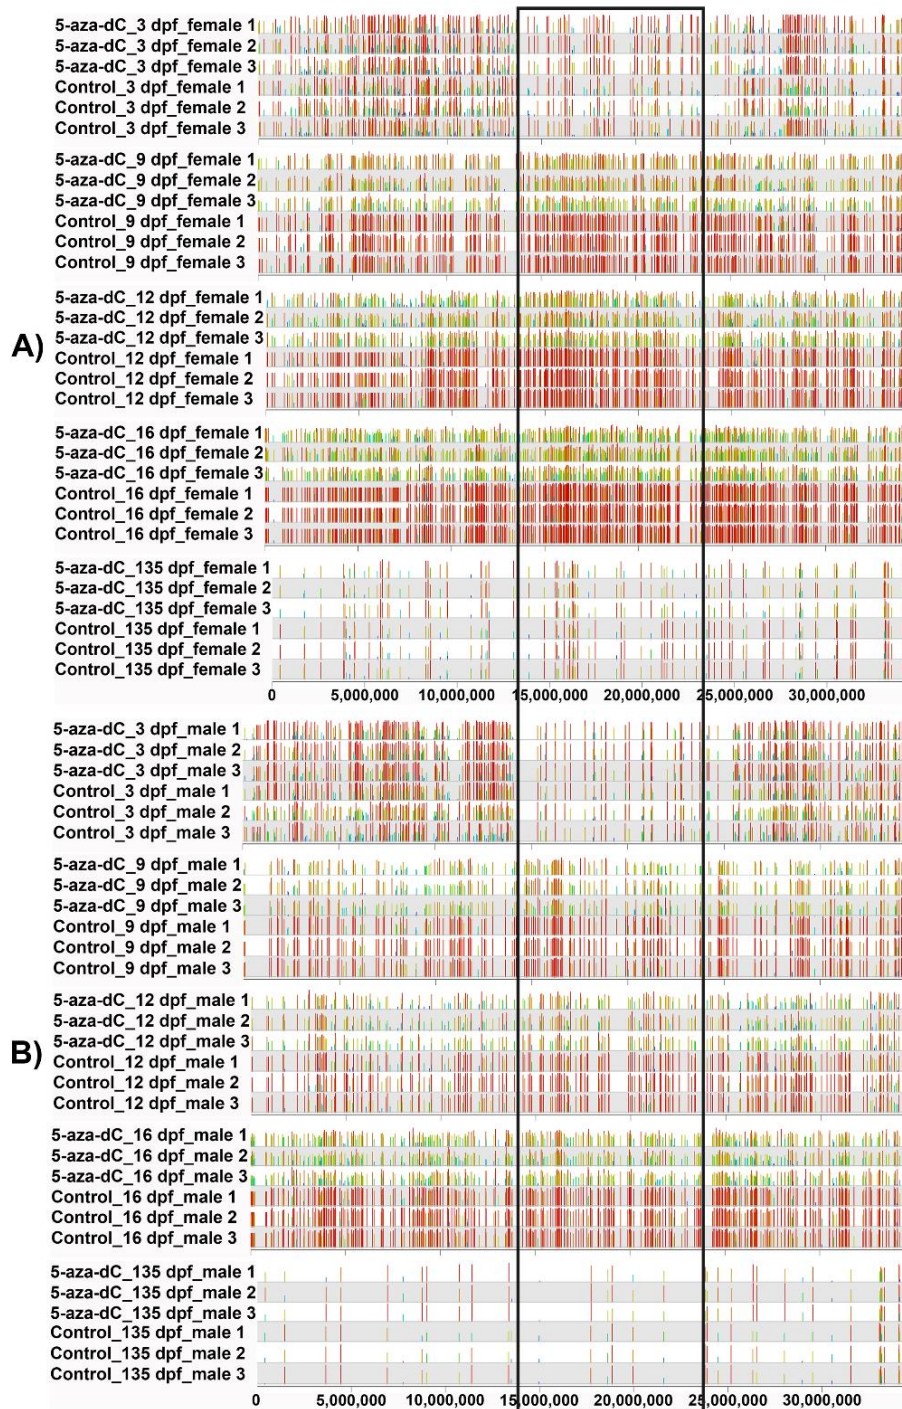 5-aza-dC_3 dpf_female 1
5-aza-dC_3 dpf_female 2
5-aza-dC_3 dpf_female 3
Control_3 dpf_female 1
Control_3 dpf_female 2
Control_3 dpf_female 3
5-aza-dC_9 dpf_female 1
5-aza-dC_9 dpf_female 2
5-aza-dC_9 dpf_female 3
Control_9 dpf_female 1
Control_9 dpf_female 2
Control_9 dpf_female 3
5-aza-dC_12 dpf_female 1
5-aza-dC_12 dpf_female 2
A)
5-aza-dC_12 dpf_female 3
Control_12 dpf_female 1
Control_12 dpf_female 2
Control_12 dpf_female 3
5-aza-dC_16 dpf_female 1
5-aza-dC_16 dpf_female 2
5-aza-dC_16 dpf_female 3
Control_16 dpf_female 1
Control_16 dpf_female 2
Control_16 dpf_female 3
5-aza-dC_135 dpf_female 1
5-aza-dC_135 dpf_female 2
5-aza-dC_135 dpf_female 3
Control_135 dpf_female 1
Control_135 dpf_female 2
Control_135 dpf_female 3
0 5,000,000 10,000,000 15,000,000 20,000,000 25,000,000 30,000,000
5-aza-dC_3 dpf_male 1
5-aza-dC_3 dpf_male 2
5-aza-dC_3 dpf_male 3
Control_3 dpf_male 1
Control_3 dpf_male 2
Control_3 dpf_male 3
5-aza-dC_9 dpf_male 1
5-aza-dC_9 dpf_male 2
5-aza-dC_9 dpf_male 3
Control_9 dpf_male 1
Control_9 dpf_male 2
Control_9 dpf_male 3
5-aza-dC_12 dpf_male 1
5-aza-dC_12 dpf_male 2
5-aza-dC_12 dpf_male 3
B)
Control_12 dpf_male 1
Control_12 dpf_male 2
Control_12 dpf_male 3
5-aza-dC_16 dpf_male 1
5-aza-dC_16 dpf_male 2
5-aza-dC_16 dpf_male 3
Control_16 dpf_male 1
Control_16 dpf_male 2
Control_16 dpf_male 3
5-aza-dC_135 dpf_male 1
5-aza-dC_135 dpf_male 2
5-aza-dC_135 dpf_male 3
Control_135 dpf_male 1
Control_135 dpf_male 2
Control_135 dpf_male 3
0 5,000,000 10,000,000 15,000,000 20,000,000 25,000,000 30,000,000